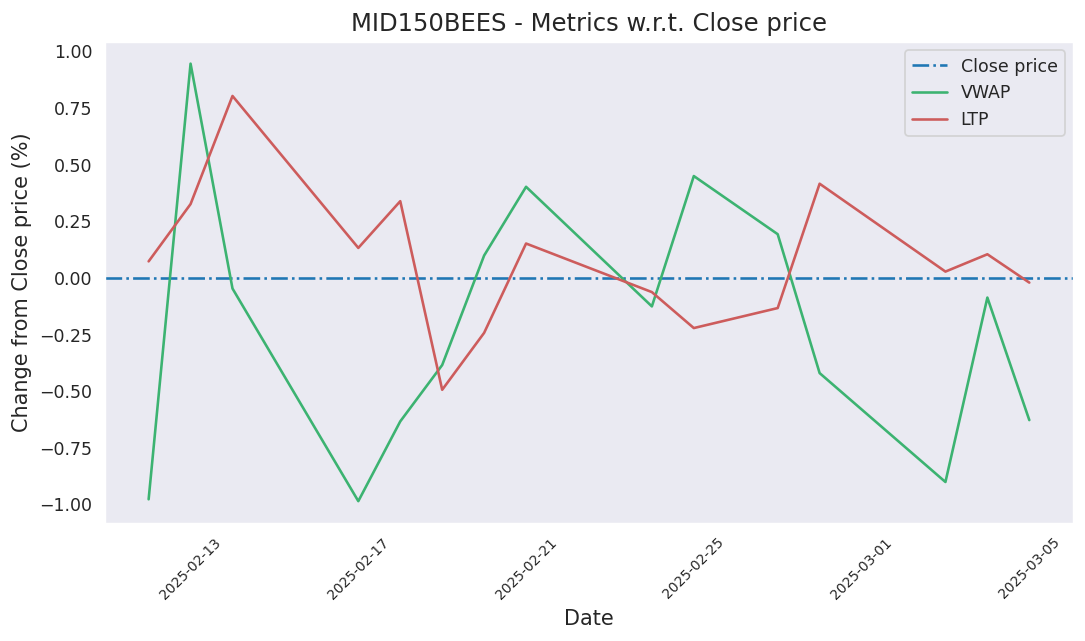 MID150BEES - Metrics w.r.t. Close price
Close price
VWAP
LTP
Change from Close price (%)
1.00
0.75
0.50
0.25
0.00
−0.25
−0.50
−0.75
−1.00
2025-02-13
2025-02-17
2025-02-21
2025-02-25
2025-03-01
2025-03-05
Date